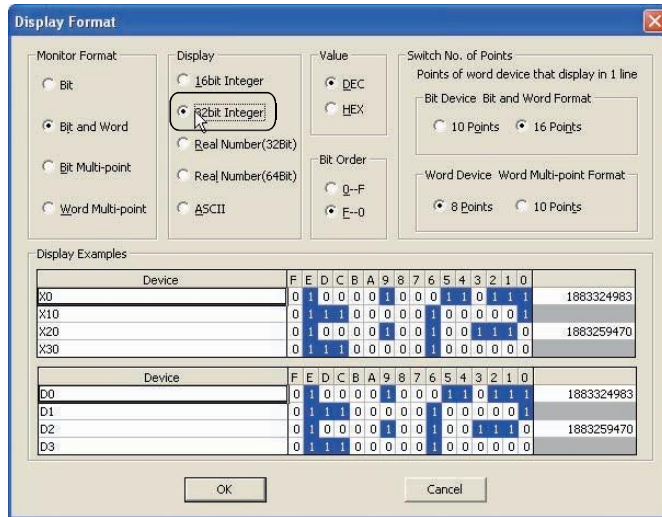 Display Format
Monitor Format
Bit
Bit and Word
Bit Multi-point
Word Multi-point
Display
16bit Integer
32bit Integer
Real Number(32Bit)
Real Number(64Bit)
ASCII
Value
DEC
HEX
Bit Order
0--F
F--0
Switch No. of Points
Points of word device that display in 1 line
Bit Device Bit and Word Format
10 Points 16 Points
Word Device Word Multi-point Format
8 Points 10 Points
Display Examples
Device F E D C B A 9 8 7 6 5 4 3 2 1 0
X0 0 1 0 0 0 0 1 0 0 0 1 1 0 1 1 1 1883324983
X10 0 1 1 1 0 0 0 0 0 1 0 0 0 0 0 1
X20 0 1 0 0 0 0 1 0 0 1 0 0 1 1 1 0 1883259470
X30 0 1 1 1 0 0 0 0 0 1 0 0 0 0 0 0
Device F E D C B A 9 8 7 6 5 4 3 2 1 0
D0 0 1 0 0 0 0 1 0 0 0 1 1 0 1 1 1 1883324983
D1 0 1 1 1 0 0 0 0 0 1 0 0 0 0 0 1
D2 0 1 0 0 0 0 1 0 0 1 0 0 1 1 1 0 1883259470
D3 0 1 1 1 0 0 0 0 0 1 0 0 0 0 0 0
OK Cancel